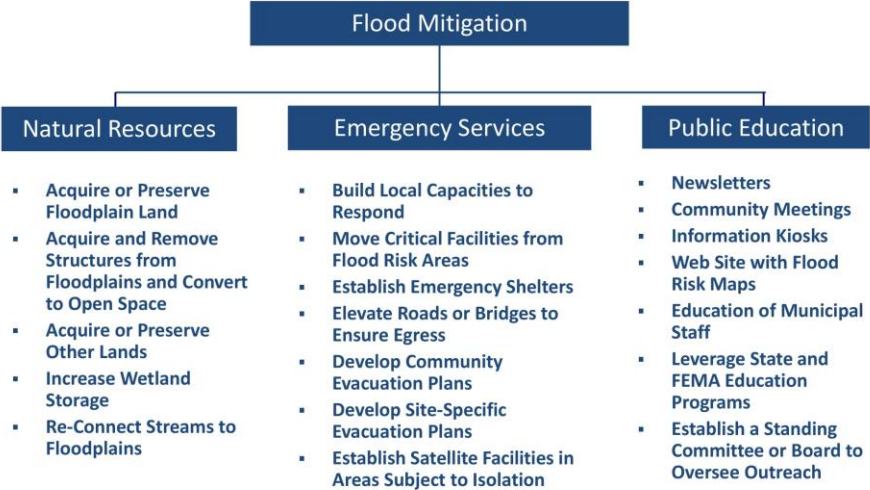 Flood Mitigation
Natural Resources
▪ Acquire or Preserve
Floodplain Land
▪ Acquire and Remove
Structures from
Floodplains and Convert
to Open Space
▪ Acquire or Preserve
Other Lands
▪ Increase Wetland
Storage
▪ Re-Connect Streams to
Floodplains
Emergency Services
▪ Build Local Capacities to
Respond
▪ Move Critical Facilities from
Flood Risk Areas
▪ Establish Emergency Shelters
▪ Elevate Roads or Bridges to
Ensure Egress
▪ Develop Community
Evacuation Plans
▪ Develop Site-Specific
Evacuation Plans
▪ Establish Satellite Facilities in
Areas Subject to Isolation
Public Education
▪ Newsletters
▪ Community Meetings
▪ Information Kiosks
▪ Web Site with Flood
Risk Maps
▪ Education of Municipal
Staff
▪ Leverage State and
FEMA Education
Programs
▪ Establish a Standing
Committee or Board to
Oversee Outreach